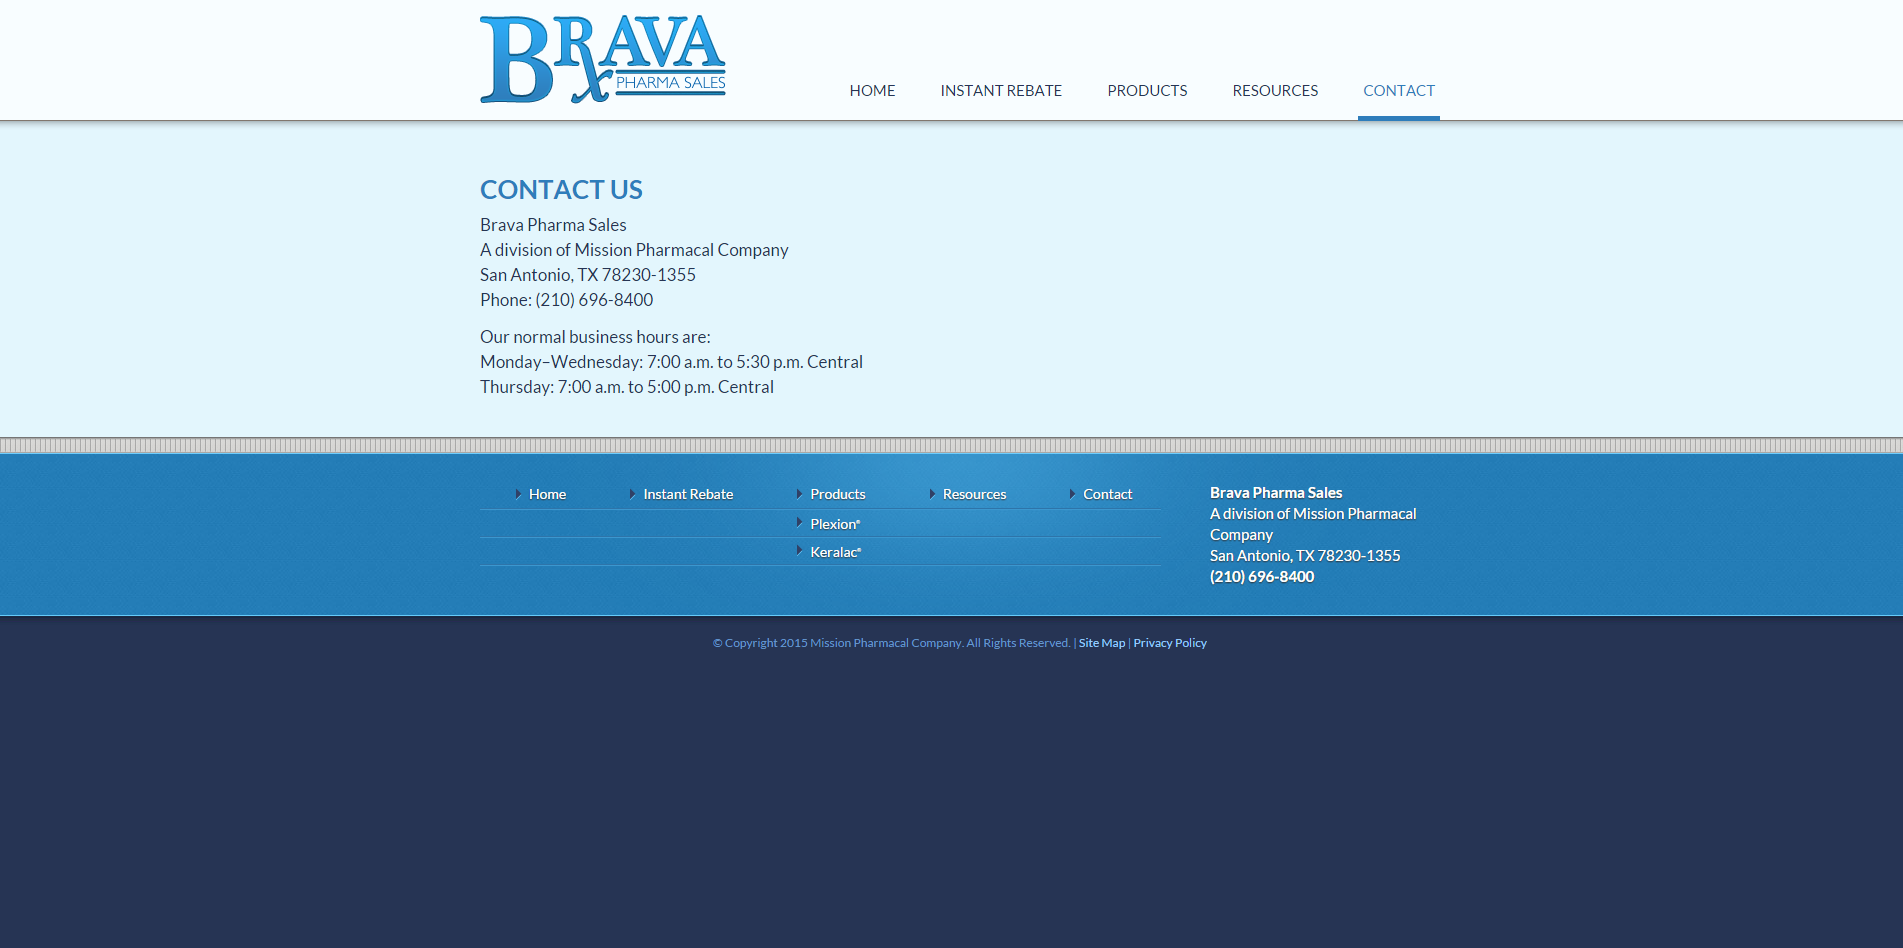 BRAVA
PHARMA SALES
HOME INSTANT REBATE PRODUCTS RESOURCES CONTACT
CONTACT US
Brava Pharma Sales
A division of Mission Pharmacal Company
San Antonio, TX 78230-1355
Phone: (210) 696-8400
Our normal business hours are:
Monday–Wednesday: 7:00 a.m. to 5:30 p.m. Central
Thursday: 7:00 a.m. to 5:00 p.m. Central
Home Instant Rebate Products Resources Contact
Plexion®
Keralac®
Brava Pharma Sales
A division of Mission Pharmacal
Company
San Antonio, TX 78230-1355
(210) 696-8400
© Copyright 2015 Mission Pharmacal Company. All Rights Reserved. | Site Map | Privacy Policy